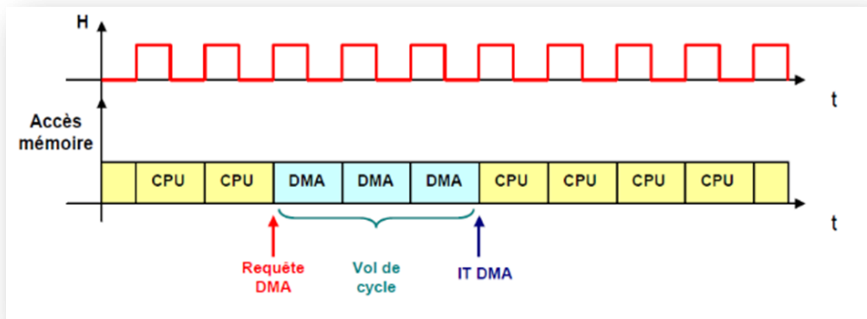 H
t
Accès
mémoire
CPU CPU DMA DMA DMA CPU CPU CPU CPU
t
Requête
DMA
Vol de
cycle
IT DMA